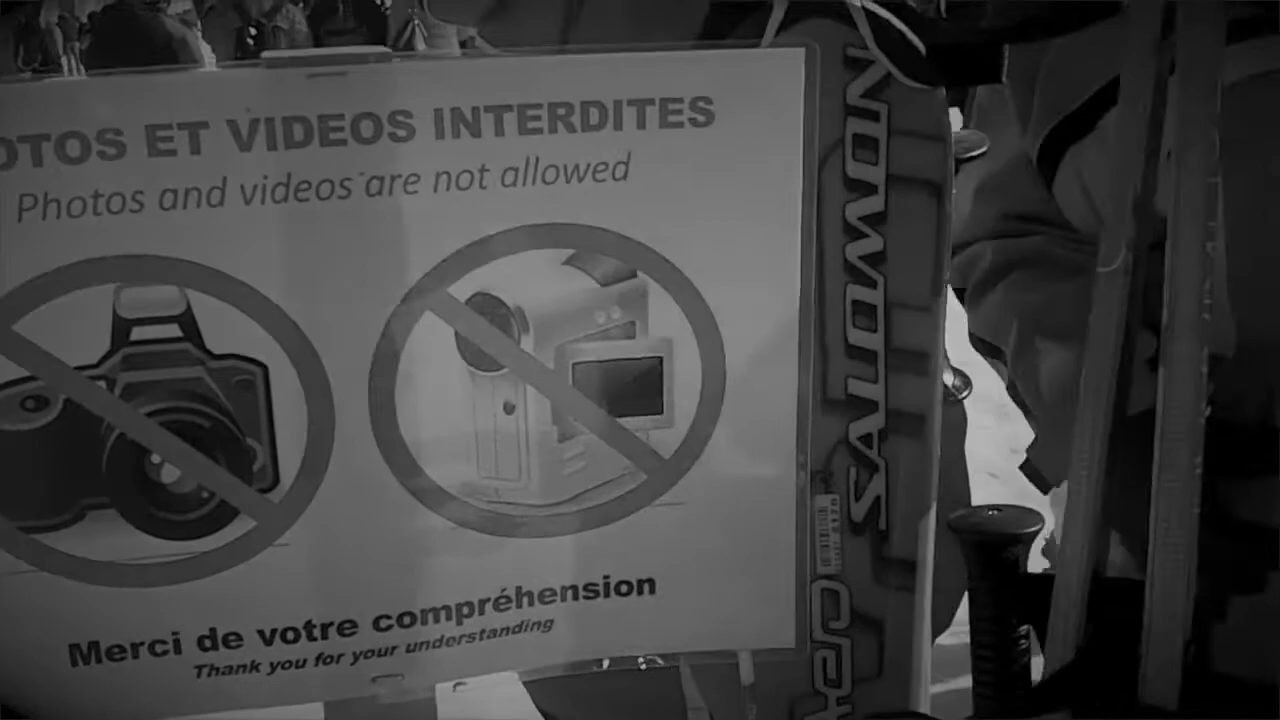 OTOS ET VIDEOS INTERDITES
Photos and videos are not allowed
Merci de votre compréhension
Thank you for your understanding
SALOMON